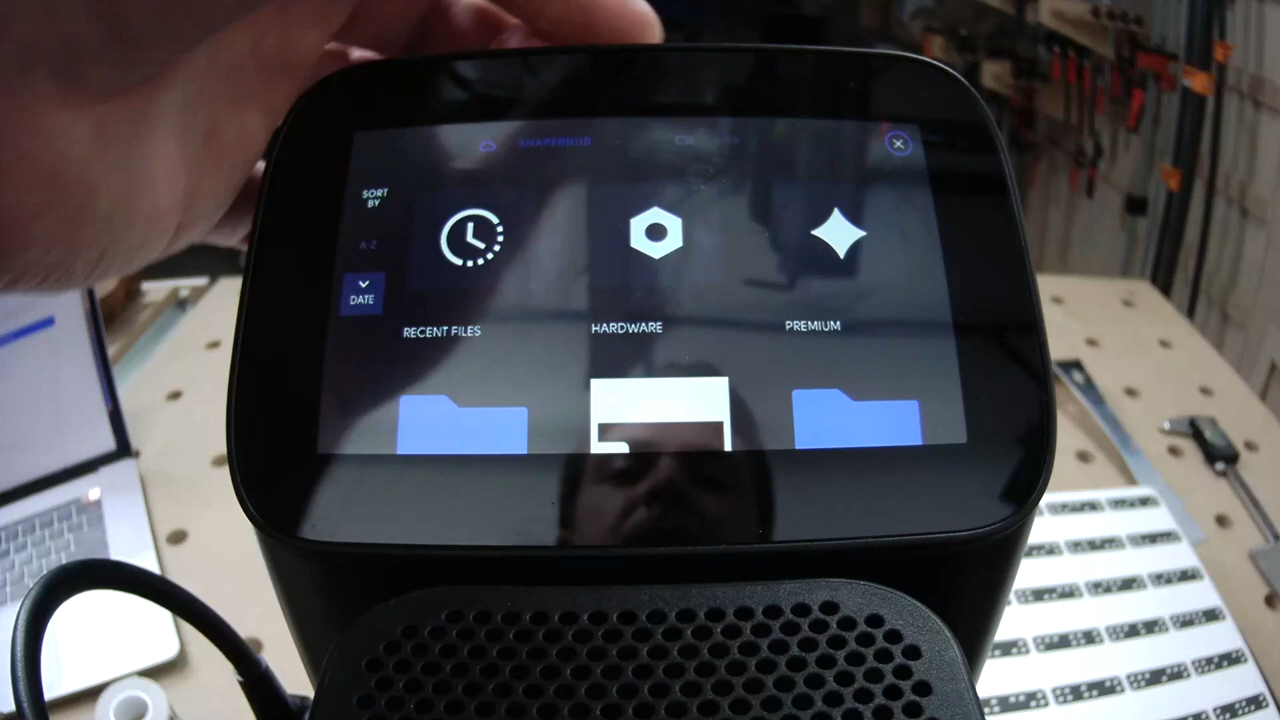 SHAPERHUB
SORT
BY
A-Z
DATE
RECENT FILES
HARDWARE
PREMIUM